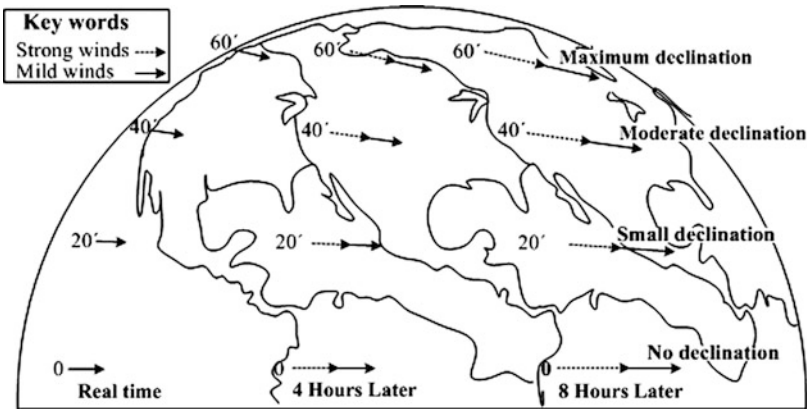 Key words
Strong winds
Mild winds
60´ 60´ 60´ Maximum declination
40´ 40´ 40´ Moderate declination
20´ 20´ 20´ Small declination
0 0 0 No declination
Real time 4 Hours Later 8 Hours Later